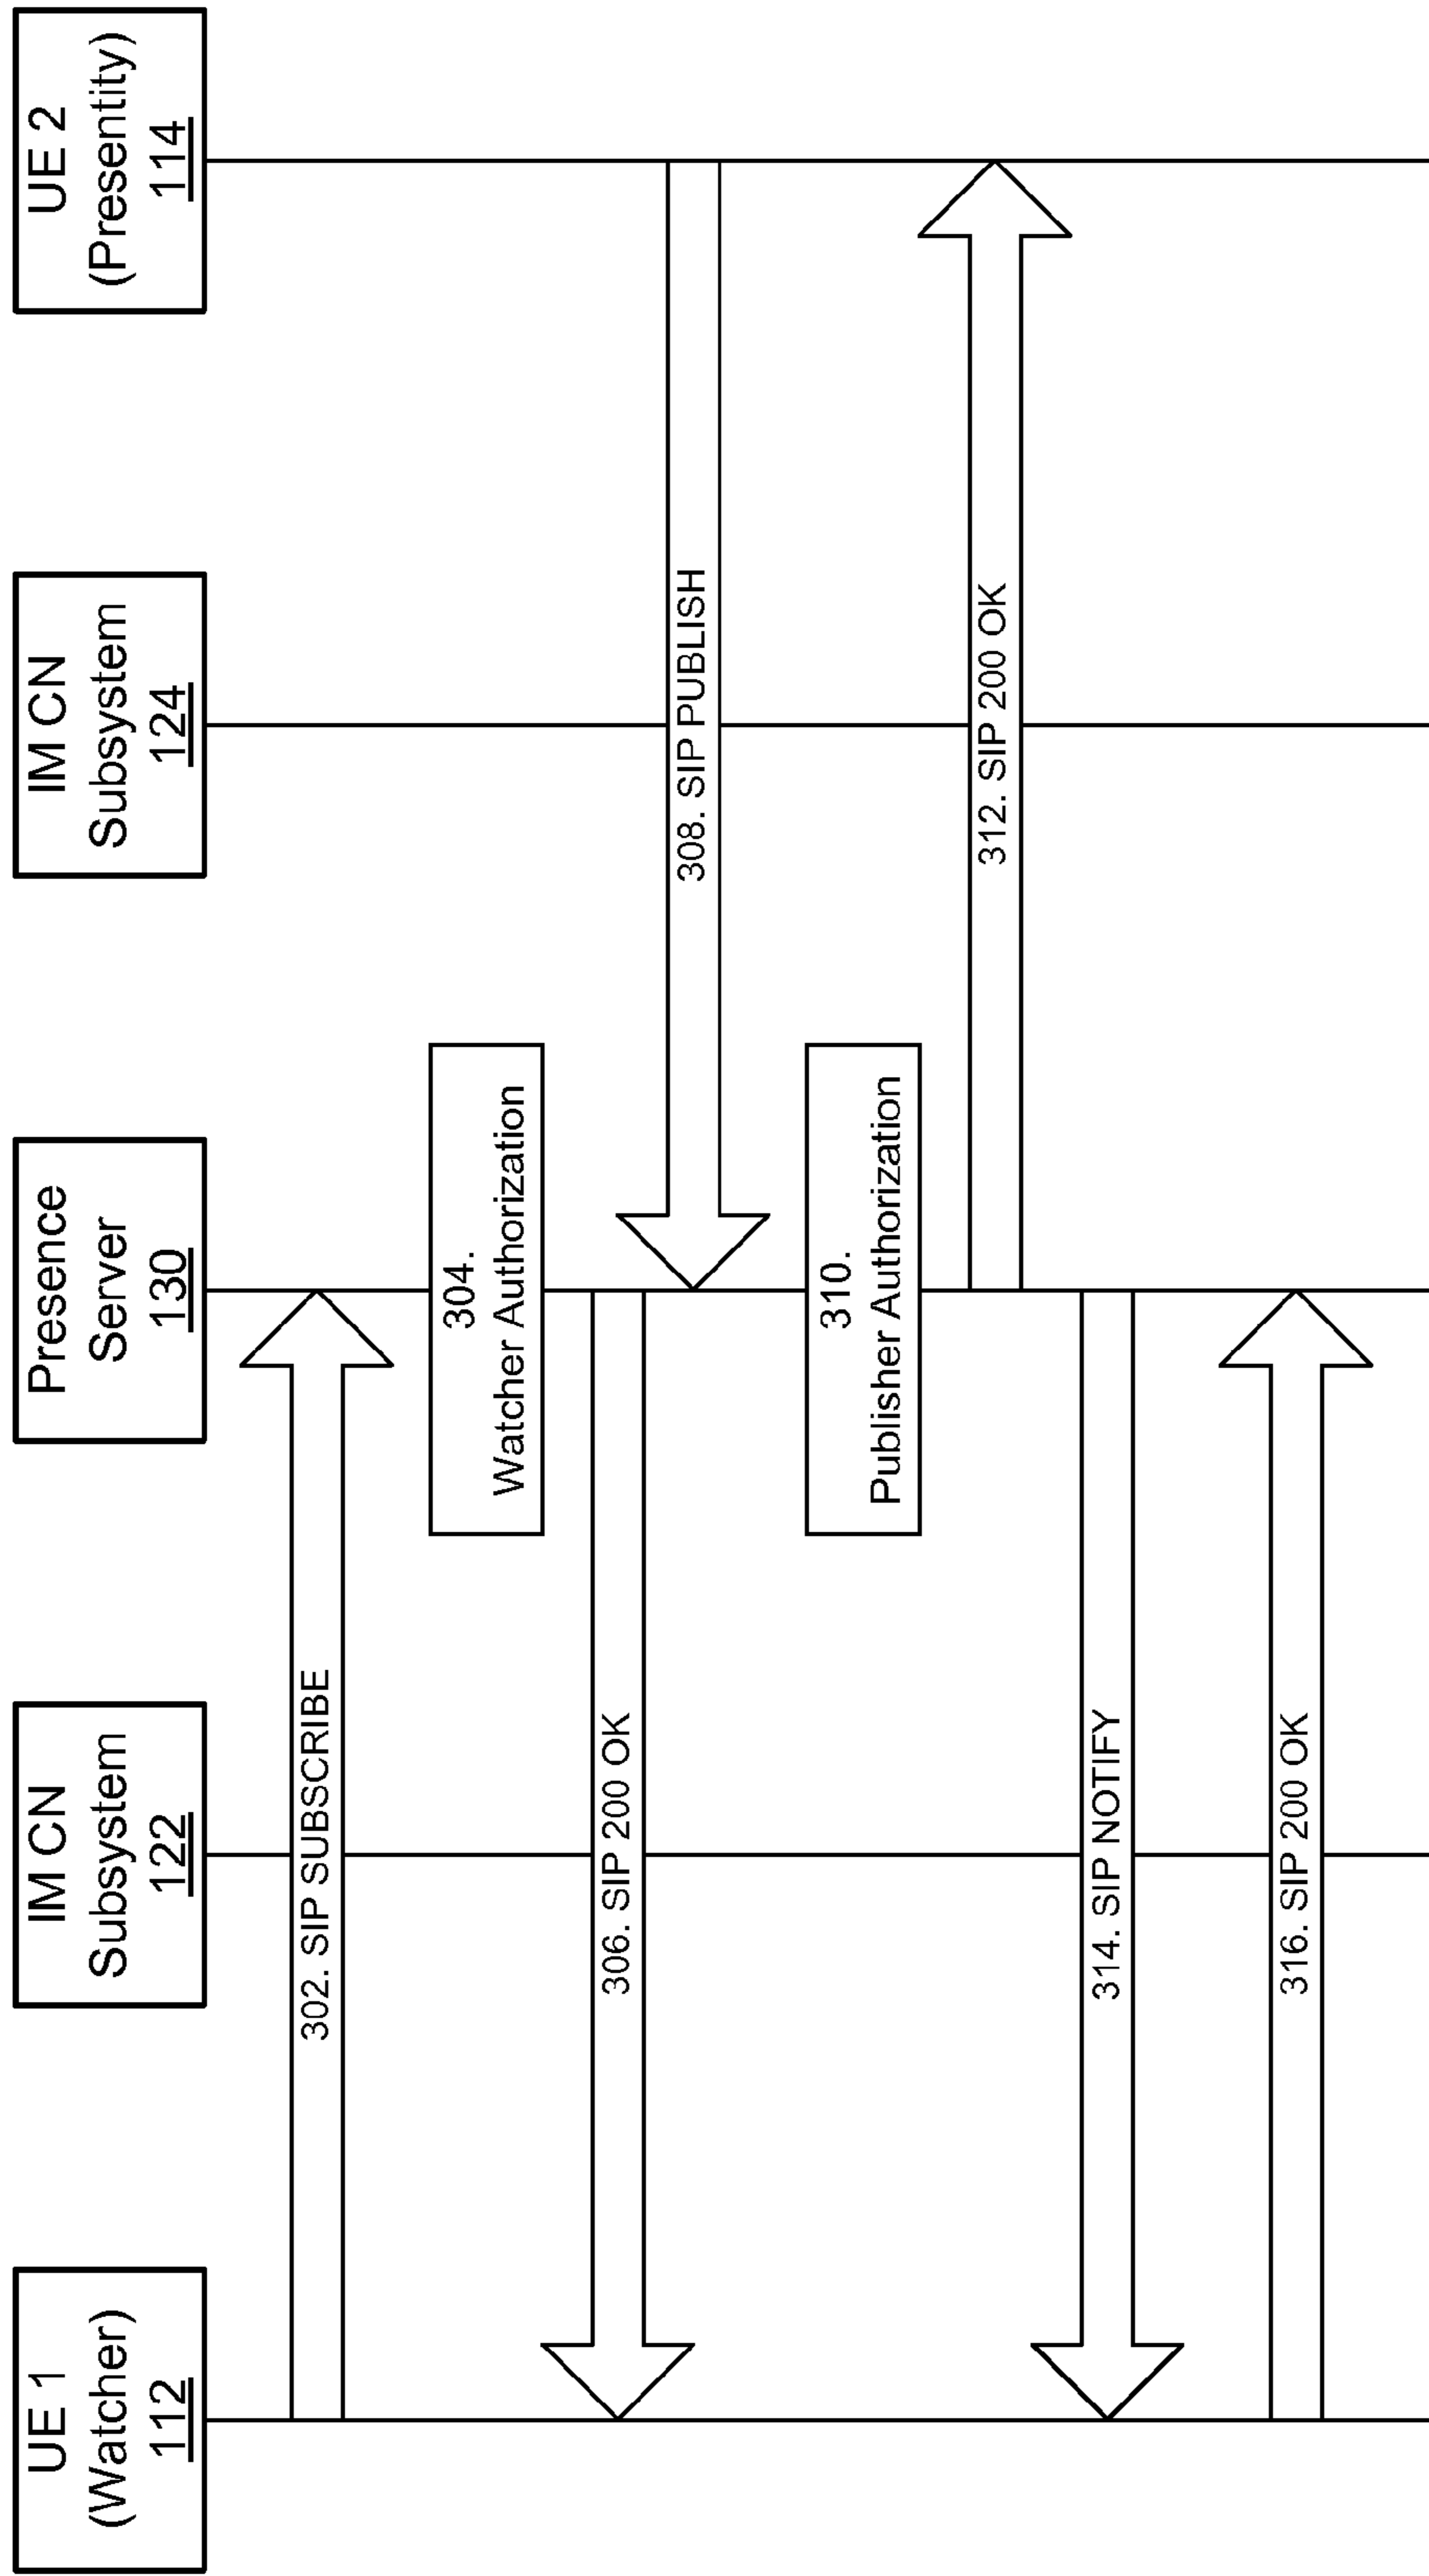 UE 1
(Watcher)
112
IM CN
Subsystem
122
Presence
Server
130
IM CN
Subsystem
124
UE 2
(Presentity)
114
302. SIP SUBSCRIBE
304.
Watcher Authorization
306. SIP 200 OK
308. SIP PUBLISH
310.
Publisher Authorization
312. SIP 200 OK
314. SIP NOTIFY
316. SIP 200 OK